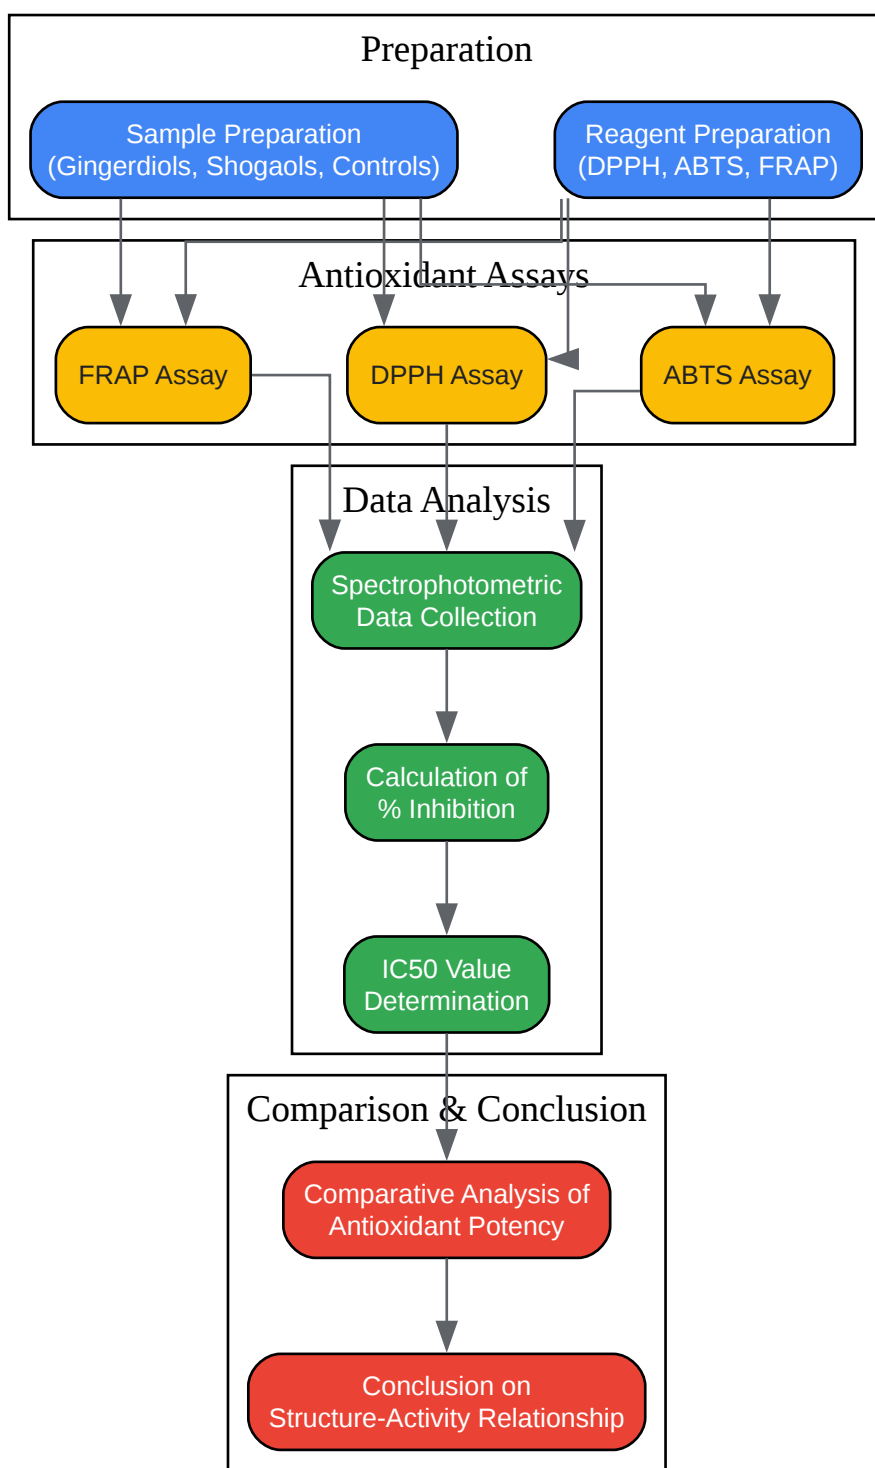 Preparation
Sample Preparation
(Gingerdiols, Shogaols, Controls)
Reagent Preparation
(DPPH, ABTS, FRAP)
Antioxidant Assays
FRAP Assay
DPPH Assay
ABTS Assay
Data Analysis
Spectrophotometric
Data Collection
Calculation of
% Inhibition
IC50 Value
Determination
Comparison & Conclusion
Comparative Analysis of
Antioxidant Potency
Conclusion on
Structure-Activity Relationship